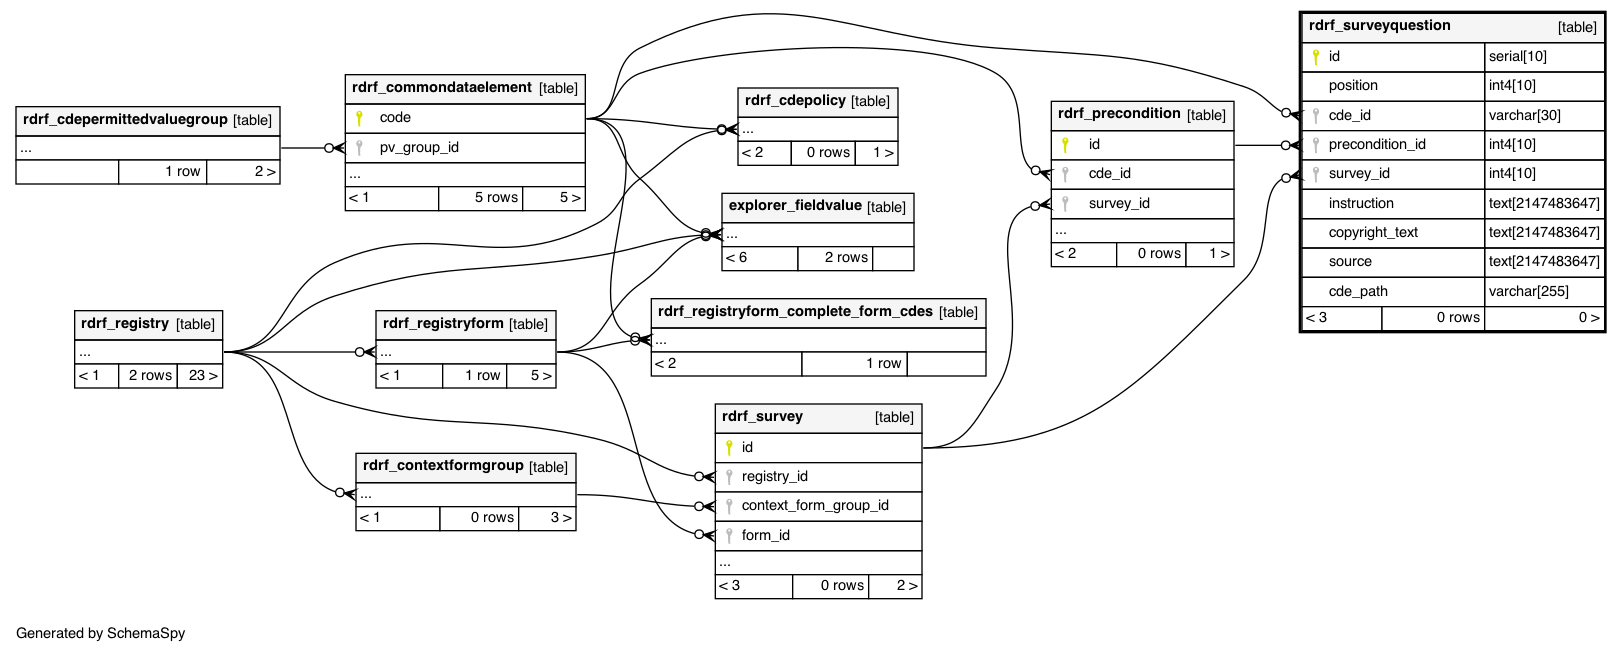 rdrf_cdepermittedvaluegroup [table]
...
1 row 2 >
rdrf_commondataelement [table]
code
pv_group_id
...
< 1 5 rows 5 >
rdrf_cdepolicy [table]
...
< 2 0 rows 1 >
explorer_fieldvalue [table]
...
< 6 2 rows
rdrf_registry [table]
...
< 1 2 rows 23 >
rdrf_registryform [table]
...
< 1 1 row 5 >
rdrf_registryform_complete_form_cdes [table]
...
< 2 1 row
rdrf_contextformgroup [table]
...
< 1 0 rows 3 >
rdrf_survey [table]
id
registry_id
context_form_group_id
form_id
...
< 3 0 rows 2 >
rdrf_precondition [table]
id
cde_id
survey_id
...
< 2 0 rows 1 >
rdrf_surveyquestion [table]
id serial[10]
position int4[10]
cde_id varchar[30]
precondition_id int4[10]
survey_id int4[10]
instruction text[2147483647]
copyright_text text[2147483647]
source text[2147483647]
cde_path varchar[255]
< 3 0 rows 0 >
Generated by SchemaSpy